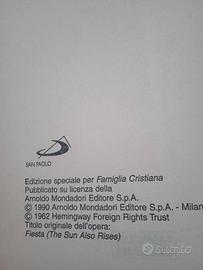 SAN PAOLO
Edizione speciale per Famiglia Cristiana
Pubblicato su licenza della
Arnoldo Mondadori Editore S.p.A.
© 1990 Arnoldo Mondadori Editore S.p.A. - Milan
© 1962 Hemingway Foreign Rights Trust
Titolo originale dell'opera:
Fiesta (The Sun Also Rises)
subito